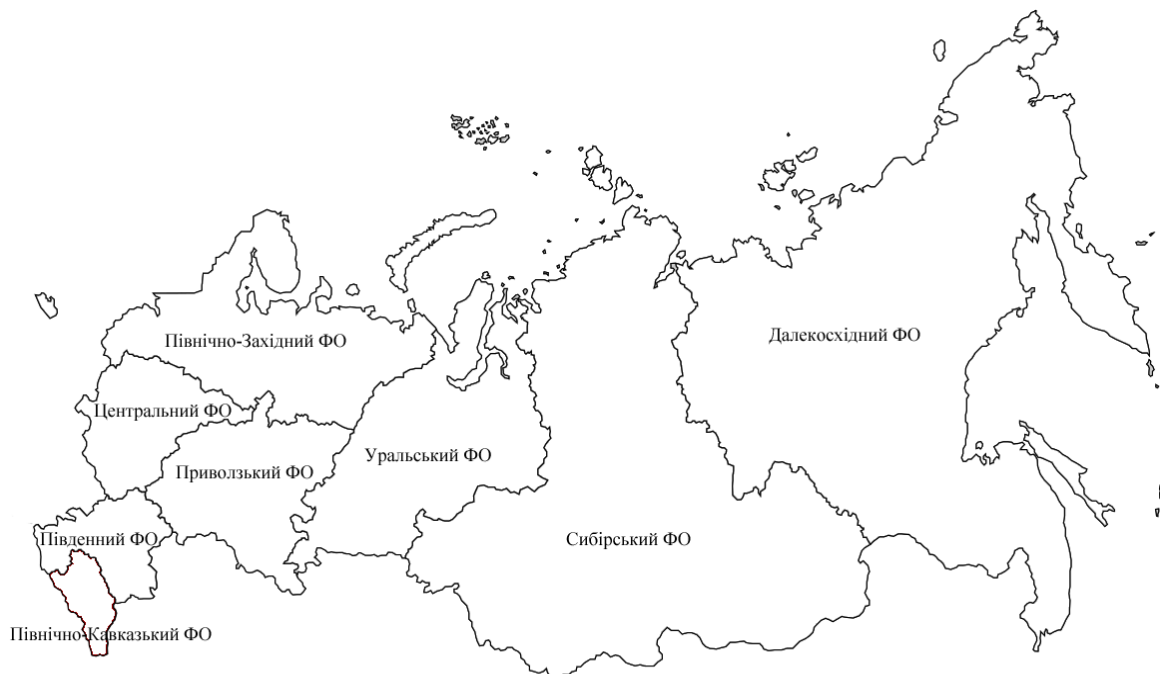 Північно-Західний ФО
Далекосхідний ФО
Центральний ФО
Уральський ФО
Приволзький ФО
Південний ФО
Сибірський ФО
Північно-Кавказький ФО